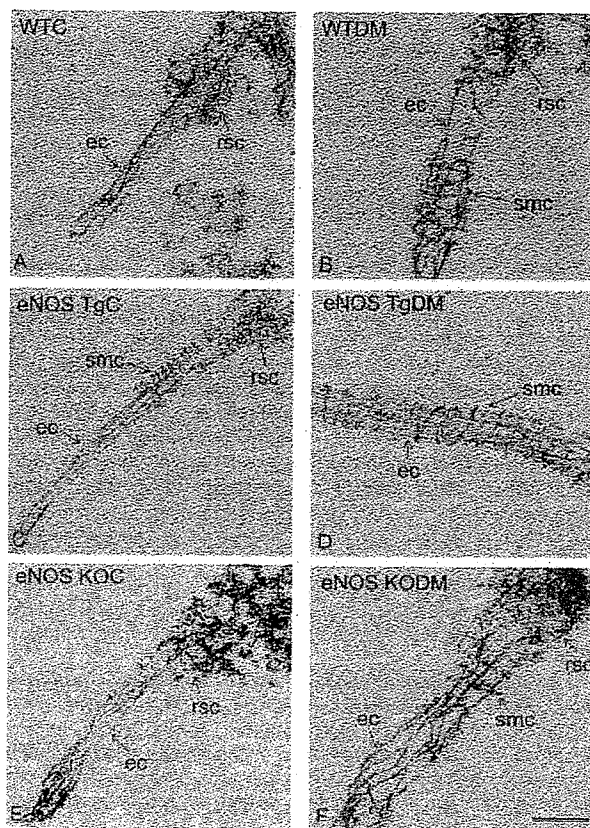 WTC
WTDM
ec
rsc
ec
rsc
smc
A
B
eNOS TgC
eNOS TgDM
smc
rsc
ec
smc
ec
C
D
eNOS KOC
eNOS KODM
rsc
ec
rsc
smc
ec
E
F